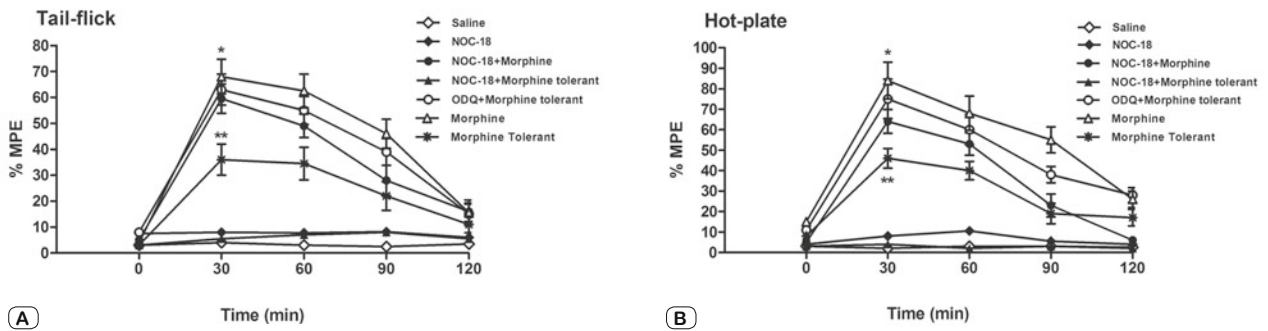 Tail-flick
Saline
NOC-18
NOC-18+Morphine
NOC-18+Morphine tolerant
ODQ+Morphine tolerant
Morphine
Morphine Tolerant
% MPE
80
70
60
50
40
30
20
10
0
*
**
0 30 60 90 120
Time (min)
A
Hot-plate
Saline
NOC-18
NOC-18+Morphine
NOC-18+Morphine tolerant
ODQ+Morphine tolerant
Morphine
Morphine Tolerant
% MPE
100
90
80
70
60
50
40
30
20
10
0
*
**
0 30 60 90 120
Time (min)
B